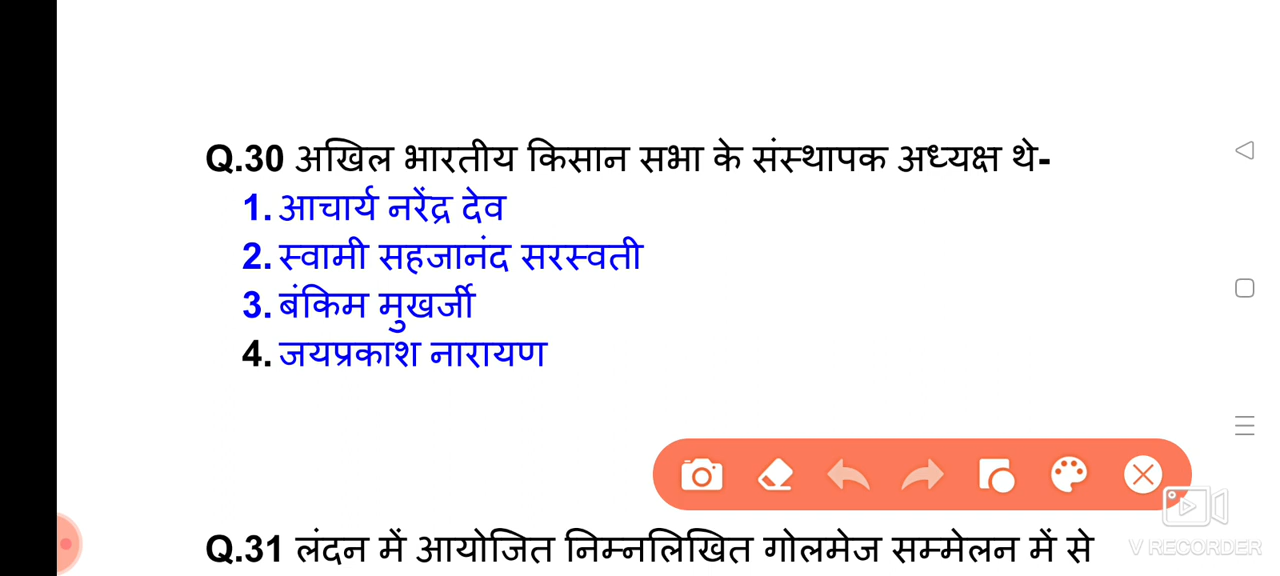 Q.30 अखिल भारतीय किसान सभा के संस्थापक अध्यक्ष थे-
1. आचार्य नरेंद्र देव
2. स्वामी सहजानंद सरस्वती
3. बंकिम मुखर्जी
4. जयप्रकाश नारायण
Q.31 लंदन में आयोजित निम्नलिखित गोलमेज सम्मेलन में से
V RECORDER